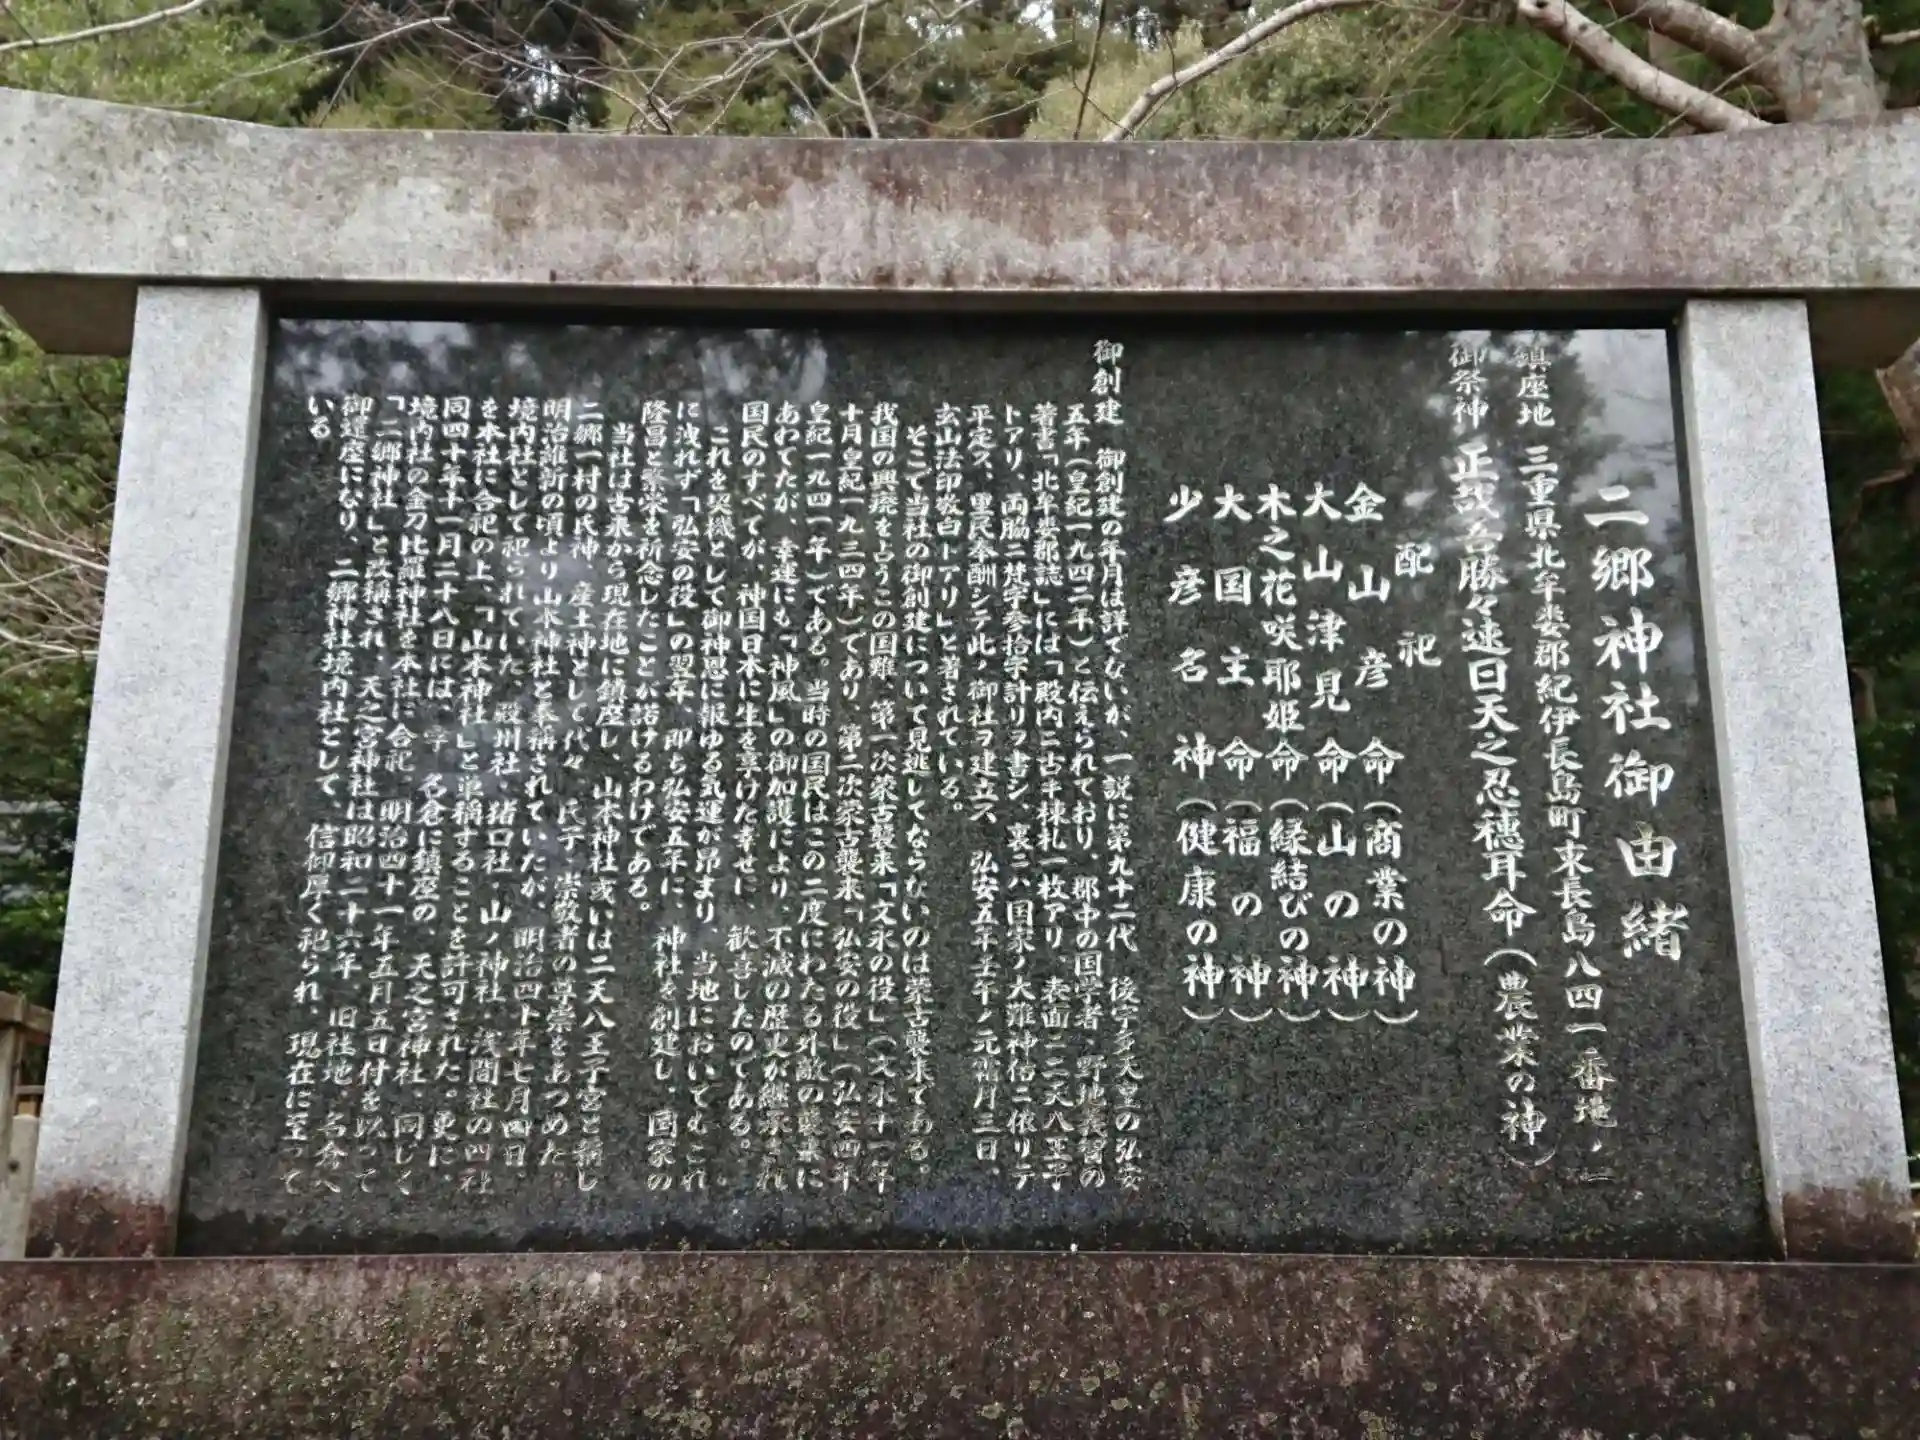 二郷神社御由緒
鎮座地 三重県北牟婁郡紀伊長島町東長島八四一番地ノ一
御祭神 正哉吾勝々速日天之忍穂耳命(農業の神)
配祀
金山彦命(商業の神)
大山津見命(山の神)
木之花咲耶姫命(縁結びの神)
大国主命(福の神)
少彦名神(健康の神)
御創建 御創建の年月は詳でないが、一説に第九十二代 後宇多天皇の弘安
五年(皇紀一九四二年)と伝えられており、郡中の国学者・野地義智の
著書「北牟婁郡誌」には「殿内ニ古キ棟札一枚アリ、表面ニ二天八王子
トアリ、両脇ニ梵字参拾字計リヲ書シ、裏ニハ国家ノ大難神俗ニ依リテ
平定ス、里民奉酬シテ此ノ御社ヲ建立ス、弘安五年壬午ノ元霜月三日、
玄山法印敬白トアリ」と著されている。
そこで当社の御創建について見逃してならないのは蒙古襲来である。
我国の興廃を占うこの国難、第一次蒙古襲来「文永の役」(文永十一年
十月皇紀一九三四年)であり、第二次蒙古襲来「弘安の役」(弘安四年
皇紀一九四一年)である。当時の国民はこの二度にわたる外敵の襲来に
あわてたが、幸運にも「神風」の御加護により、不滅の歴史が継承され
国民のすべてが、神国日本に生を享けた幸せに、歓喜したのである。
これを契機として御神恩に報ゆる気運が昂まり、当地においてもこれ
に洩れず「弘安の役」の翌年、即ち弘安五年に、神社を創建し、国家の
隆昌と繁栄を祈念したことが諾けるわけである。
当社は古来から現在地に鎮座し、山本神社或いは二天八王子宮と称し
二郷一村の氏神、産土神として代々、氏子・崇敬者の尊崇をあつめた。
明治維新の頃より山本神社と奉称されていたが、明治四十年七月四日、
境内社として祀られていた、殿州社・猪口社・山ノ神社・浅間社の四社
を本社に合祀の上、「山本神社」と単称することを許可された。更に、
同四十年十一月二十八日には、字 名倉に鎮座の、天之宮神社、同じく
境内社の金刀比羅神社を本社に合祀、明治四十一年五月五日付を以って
「二郷神社」と改称され、天之宮神社は昭和二十六年、旧社地、名倉へ
御遷座になり、二郷神社境内社として、信御厚く祀られ、現在に至って
いる。